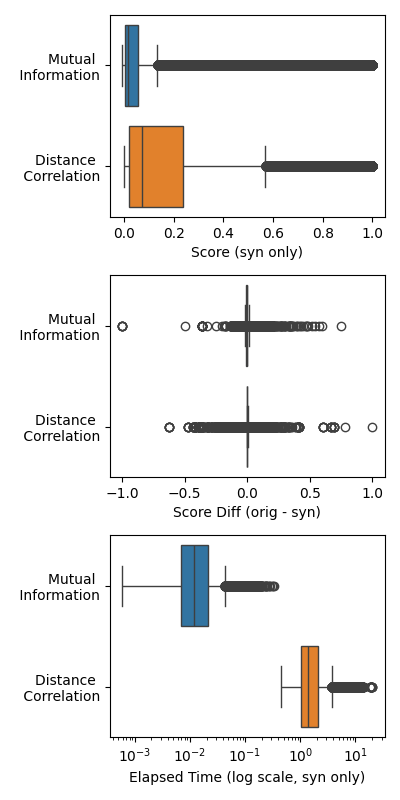 Mutual
Information
Distance
Correlation
0.0 0.2 0.4 0.6 0.8 1.0
Score (syn only)
Mutual
Information
Distance
Correlation
−1.0 −0.5 0.0 0.5 1.0
Score Diff (orig - syn)
Mutual
Information
Distance
Correlation
10⁻³ 10⁻² 10⁻¹ 10⁰ 10¹
Elapsed Time (log scale, syn only)